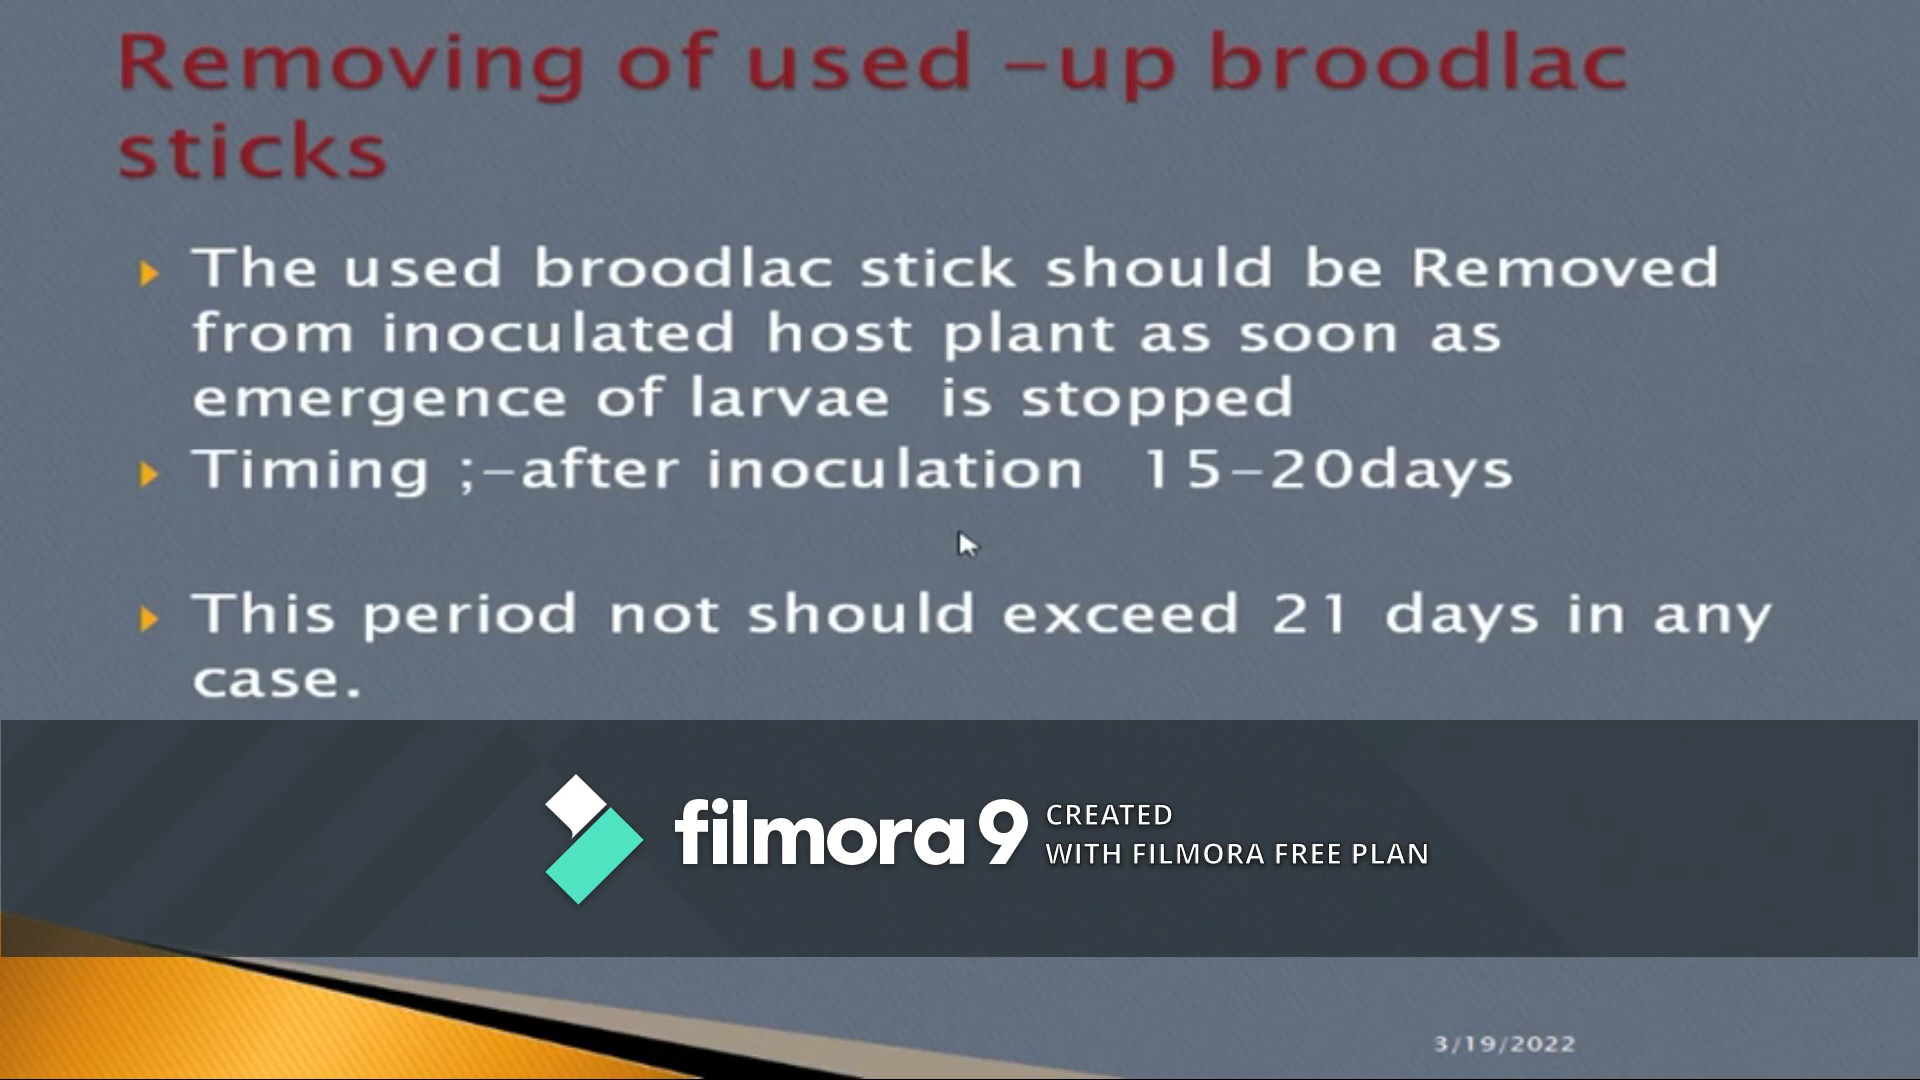 Removing of used –up broodlac
sticks
The used broodlac stick should be Removed
from inoculated host plant as soon as
emergence of larvae is stopped
Timing ;–after inoculation 15–20days
This period not should exceed 21 days in any
case.
filmora9 CREATED
WITH FILMORA FREE PLAN
3/19/2022